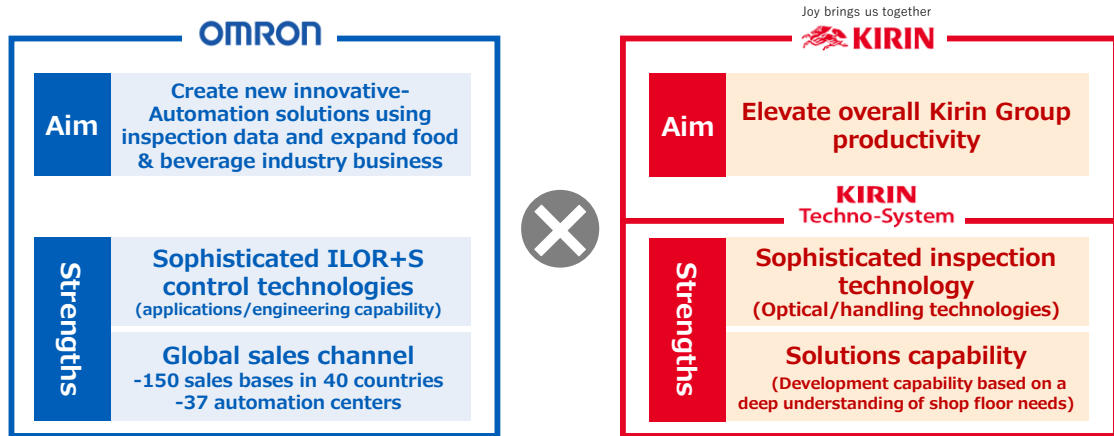 OMRON
Aim
Create new innovative-
Automation solutions using
inspection data and expand food
& beverage industry business
Strengths
Sophisticated ILOR+S
control technologies
(applications/engineering capability)
Global sales channel
-150 sales bases in 40 countries
-37 automation centers
Joy brings us together
KIRIN
Aim
Elevate overall Kirin Group
productivity
KIRIN
Techno-System
Strengths
Sophisticated inspection
technology
(Optical/handling technologies)
Solutions capability
(Development capability based on a
deep understanding of shop floor needs)